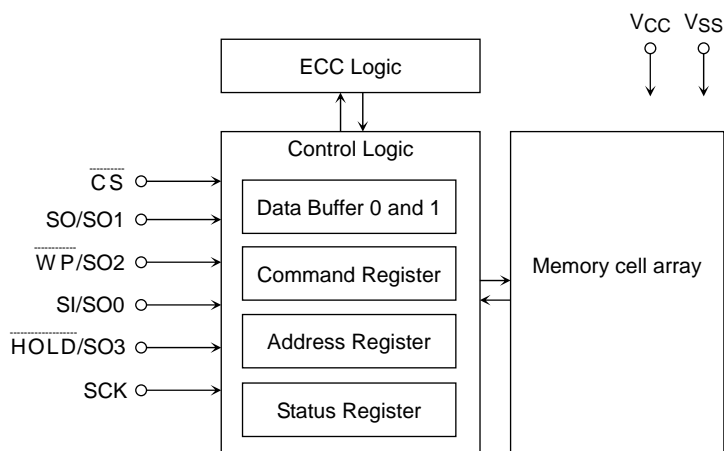 VCC
VSS
ECC Logic
Control Logic
CS
SO/SO1
WP/SO2
SI/SO0
HOLD/SO3
SCK
Data Buffer 0 and 1
Command Register
Address Register
Status Register
Memory cell array